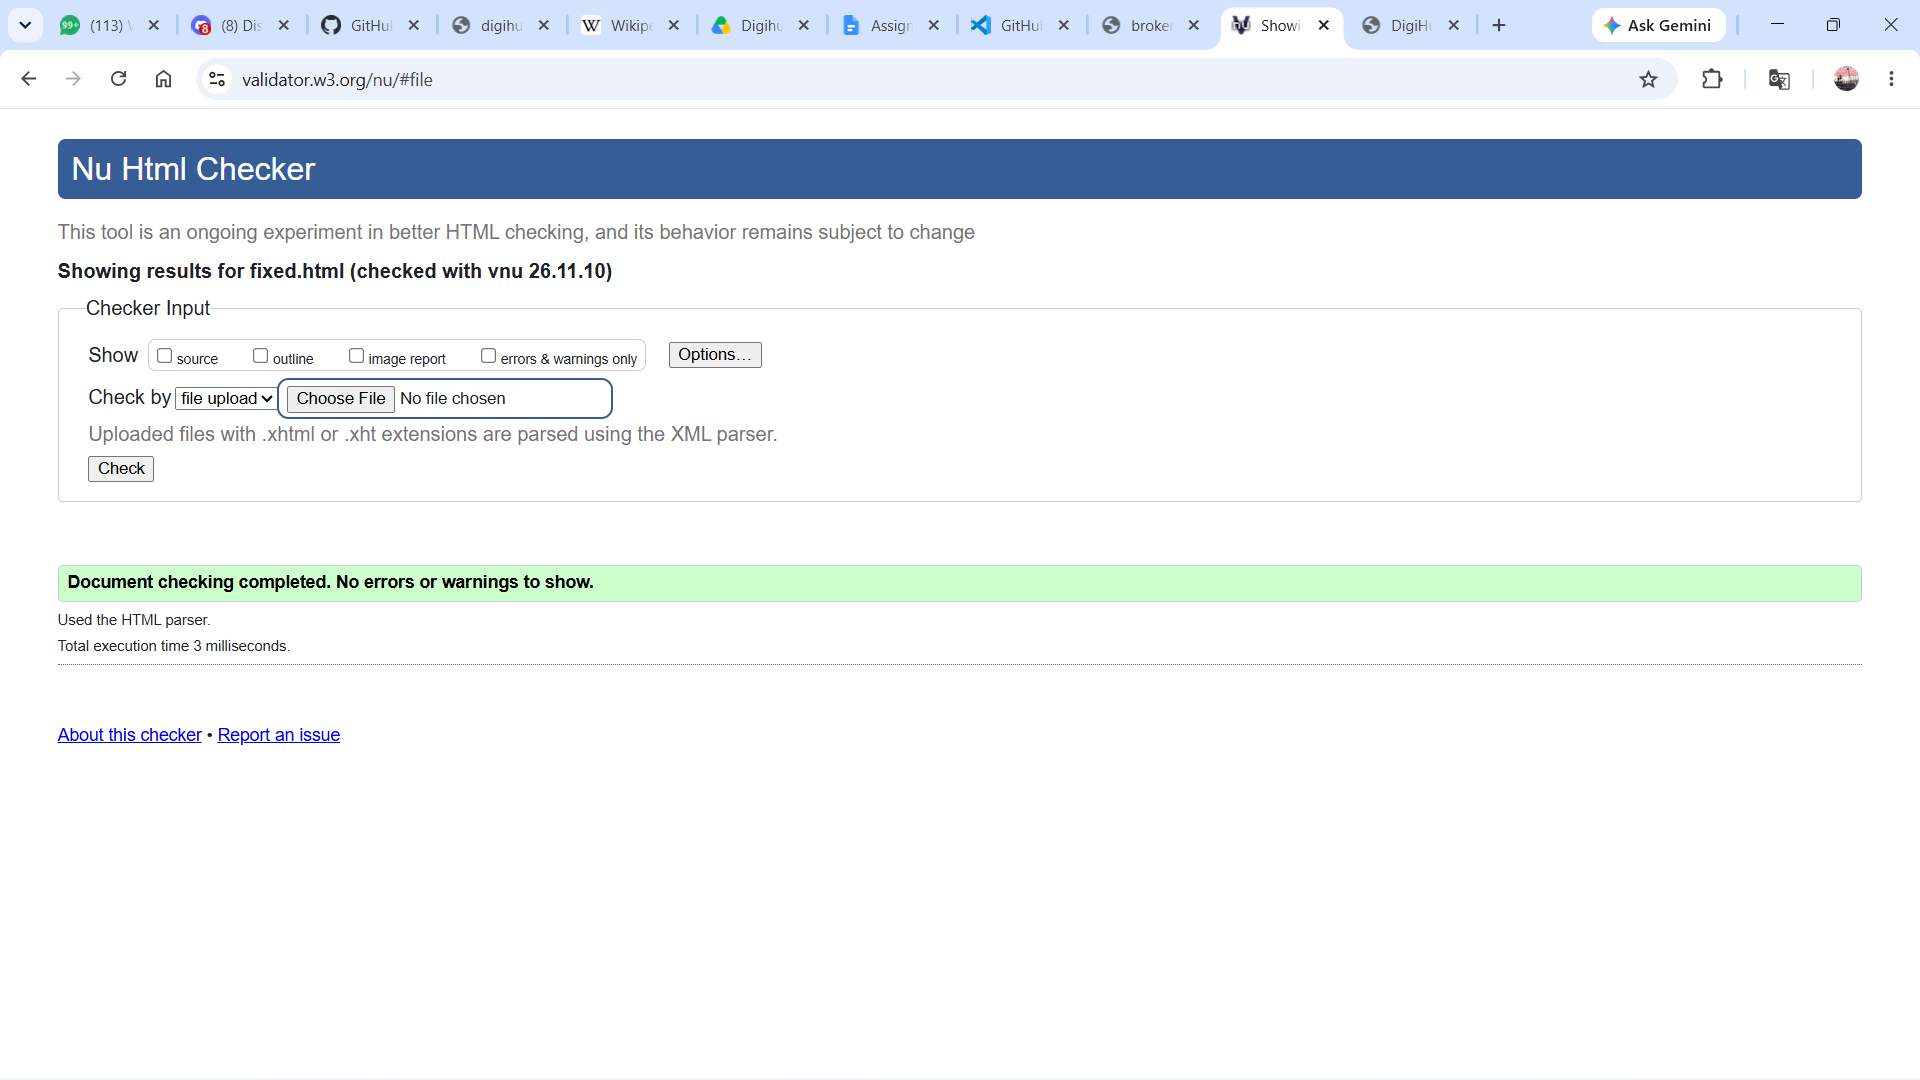 (113) W
(8) Dis
GitHub
digihu
Wikipe
Digihu
Assign
GitHub
broker
Showi
DigiHu
Ask Gemini
validator.w3.org/nu/#file
Nu Html Checker
This tool is an ongoing experiment in better HTML checking, and its behavior remains subject to change
Showing results for fixed.html (checked with vnu 26.11.10)
Checker Input
Show source outline image report errors & warnings only Options…
Check by file upload Choose File No file chosen
Uploaded files with .xhtml or .xht extensions are parsed using the XML parser.
Check
Document checking completed. No errors or warnings to show.
Used the HTML parser.
Total execution time 3 milliseconds.
About this checker • Report an issue